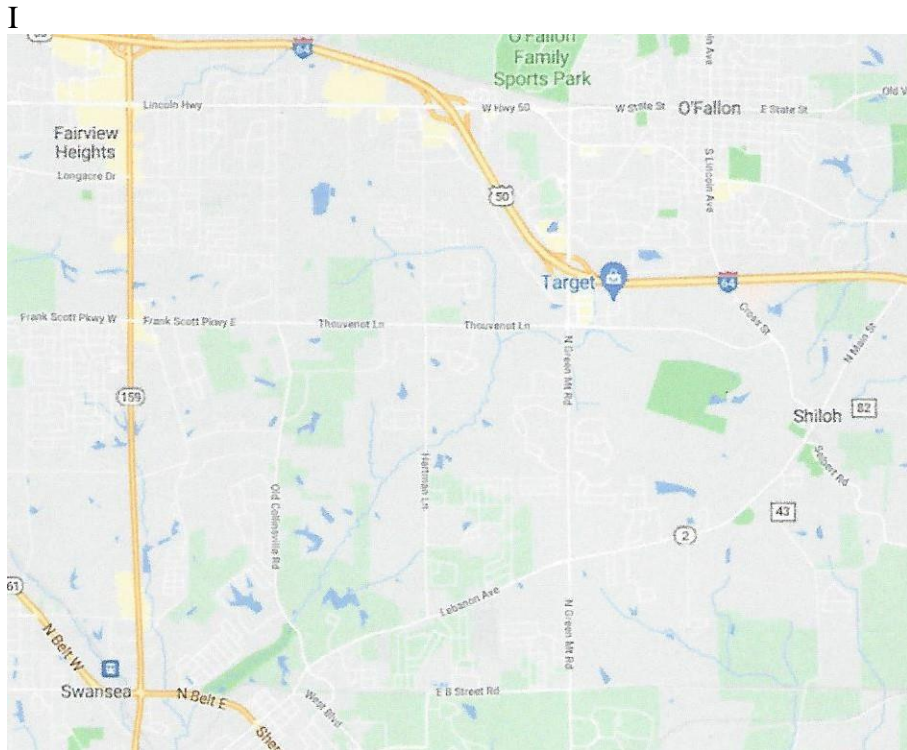 I
64
O'Fallon
Family
Sports Park
Lincoln Hwy
W Hwy 50
W State St
O'Fallon
E State St
Old V
Fairview
Heights
Longacre Dr
S Lincoln Ave
50
Target
64
Frank Scott Pkwy W
Frank Scott Pkwy E
Thouvenot Ln
Thouvenot Ln
Cross St
N Main St
N Green Mt Rd
159
82
Shiloh
Seibert Rd
Old Collinsville Rd
Hartman Ln
43
2
61
Lebanon Ave
N Green Mt Rd
N Belt W
Swansea
N Belt E
West Blvd
E B Street Rd